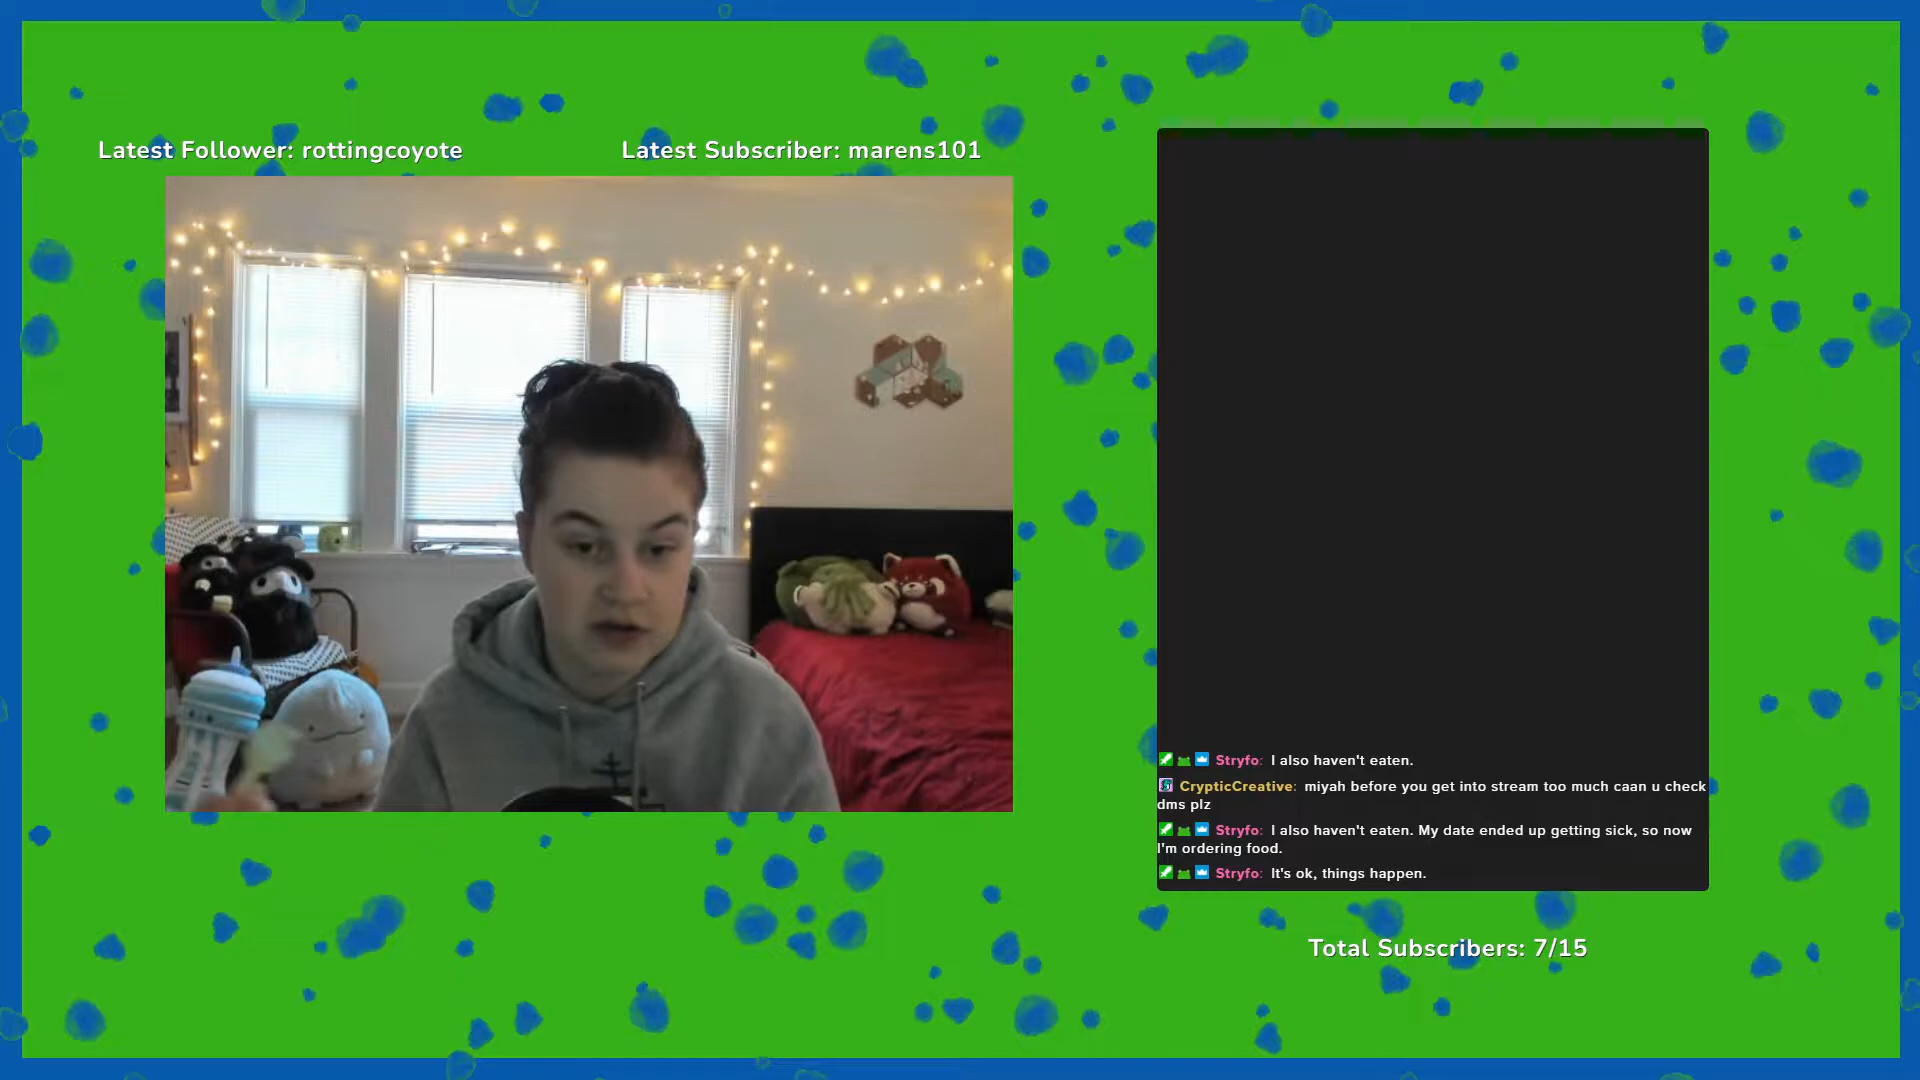 Latest Follower: rottingcoyote
Latest Subscriber: marens101
Stryfo: I also haven't eaten.
CrypticCreative: miyah before you get into stream too much caan u check
dms plz
Stryfo: I also haven't eaten. My date ended up getting sick, so now
I'm ordering food.
Stryfo: It's ok, things happen.
Total Subscribers: 7/15